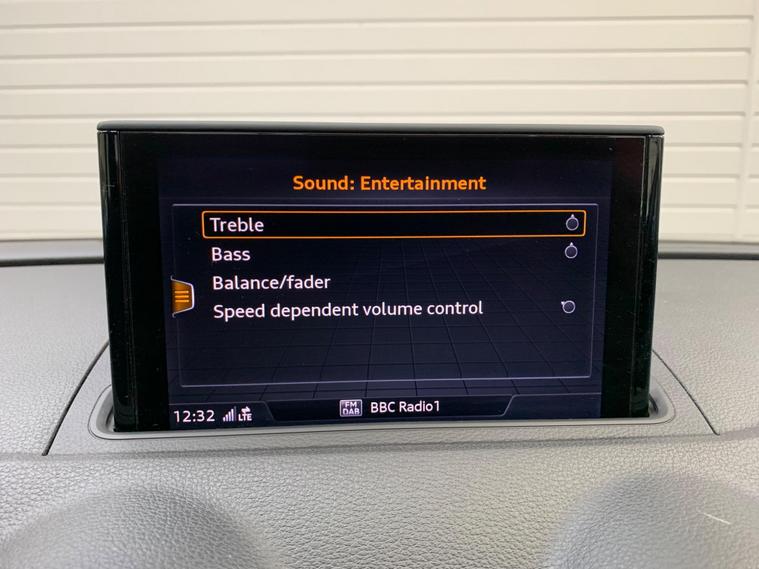 Sound: Entertainment
Treble
Bass
Balance/fader
Speed dependent volume control
12:32 LTE FM DAB BBC Radio1